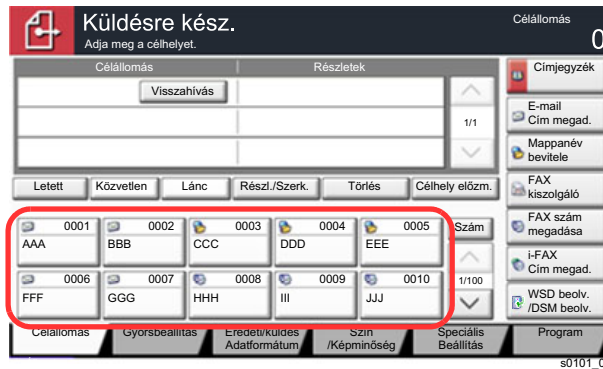 Küldésre kész.
Adja meg a célhelyet.
Célállomás
0
Célállomás Részletek
Visszahívás
1/1
Címjegyzék
E-mail
Cím megad.
Mappanév
bevitele
FAX
kiszolgáló
FAX szám
megadása
i-FAX
Cím megad.
WSD beolv.
/DSM beolv.
Letett Közvetlen Lánc Részl./Szerk. Törlés Célhely előzm.
0001 0002 0003 0004 0005 Szám
AAA BBB CCC DDD EEE
0006 0007 0008 0009 0010 1/100
FFF GGG HHH III JJJ
Célállomás Gyorsbeállítás Eredeti/küldés
Adatformátum Szín
/Képminőség Speciális
Beállítás Program
s0101_0